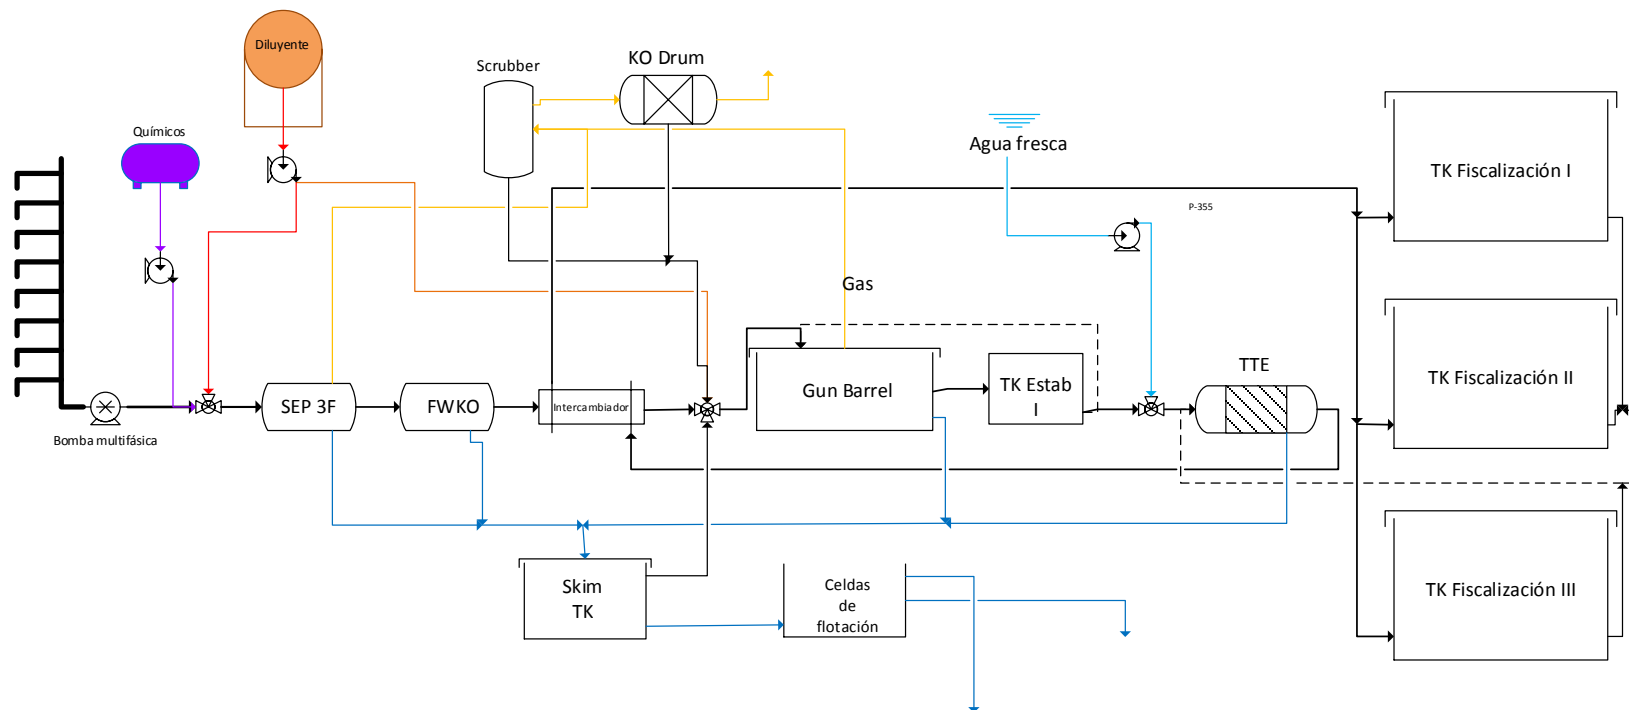 Diluyente
KO Drum
Scrubber
Químicos
Agua fresca
TK Fiscalización I
P-355
Gas
TTE
TK Fiscalización II
SEP 3F
FWKO
Intercambiador
Gun Barrel
TK Estab
I
Bomba multifásica
Skim
TK
Celdas
de
flotación
TK Fiscalización III